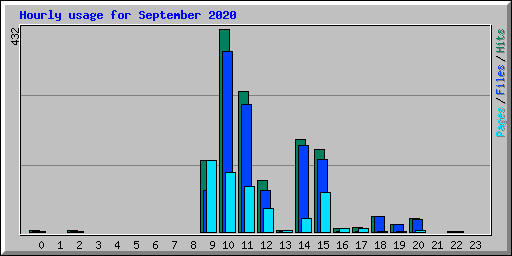 Hourly usage for September 2020
432
Pages/Files/Hits
0 1 2 3 4 5 6 7 8 9 10 11 12 13 14 15 16 17 18 19 20 21 22 23